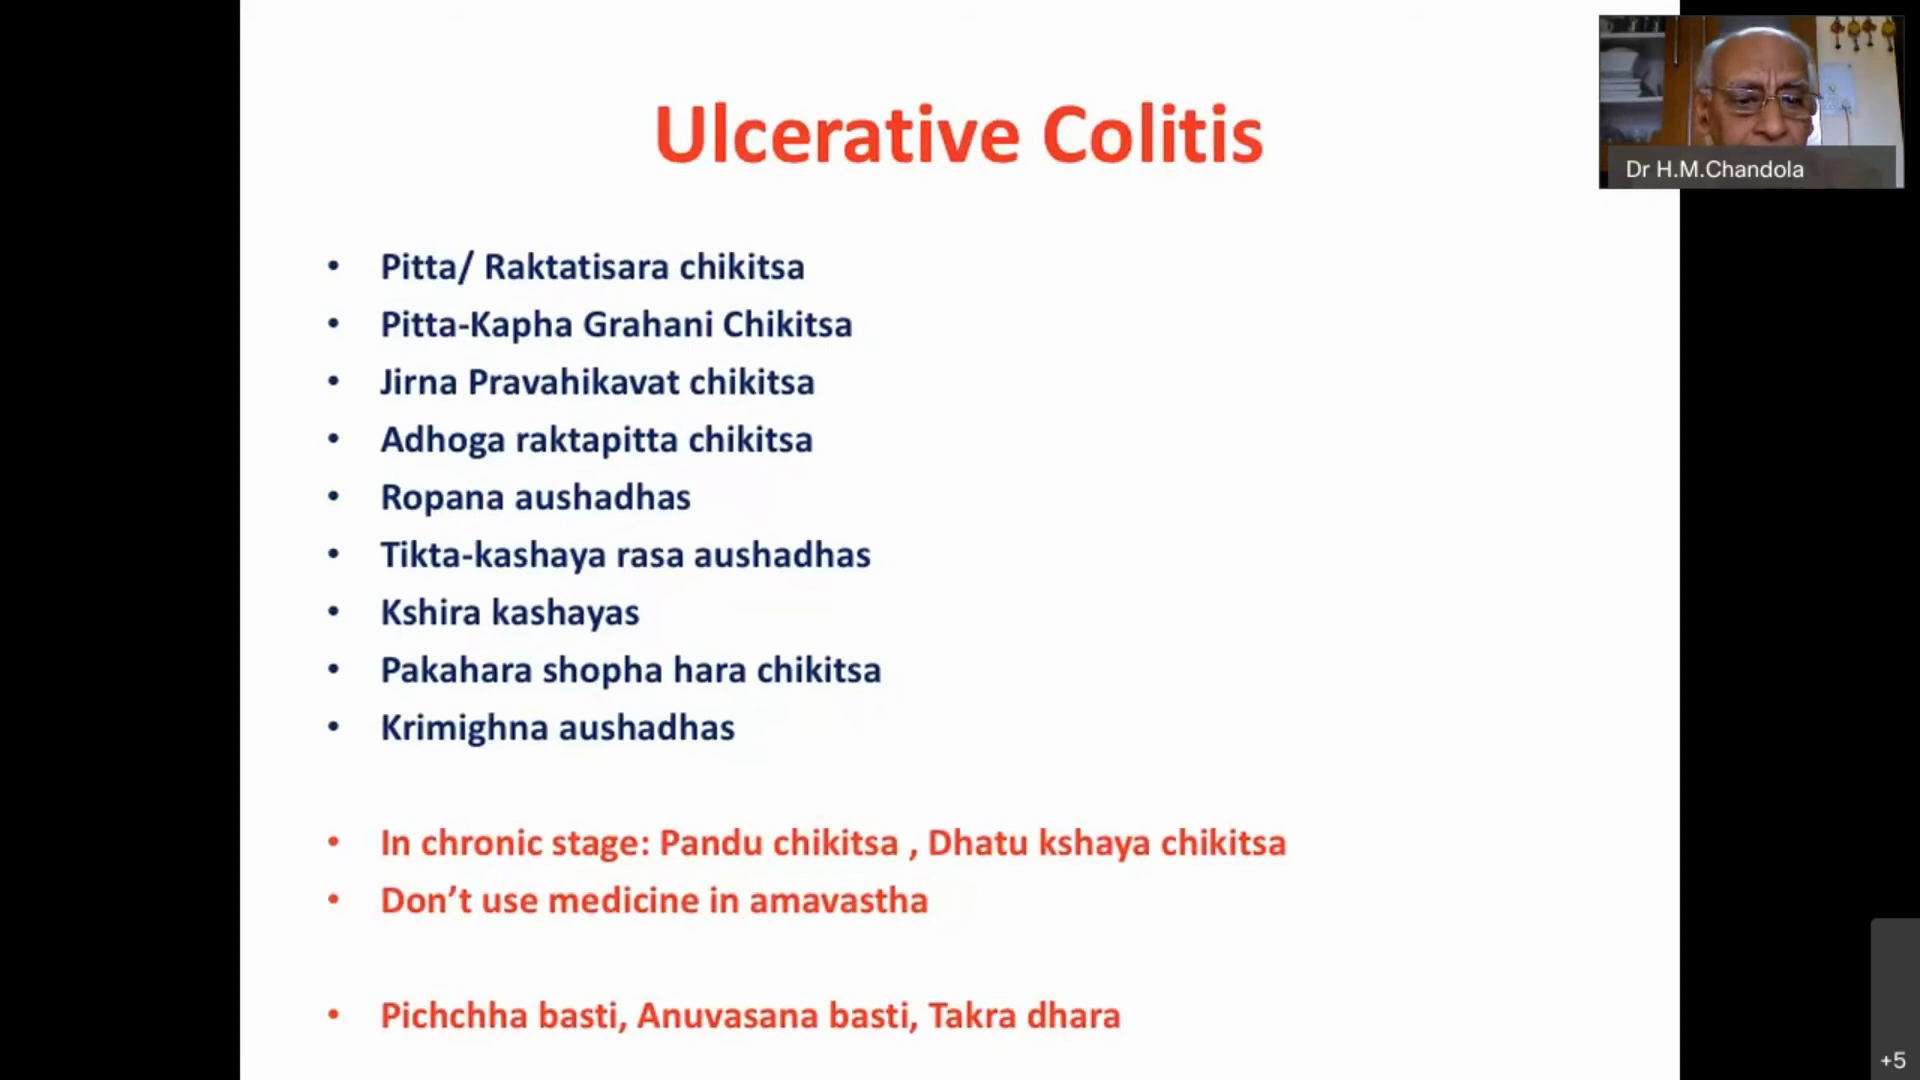 Ulcerative Colitis
Dr H.M.Chandola
• Pitta/ Raktatisara chikitsa
• Pitta-Kapha Grahani Chikitsa
• Jirna Pravahikavat chikitsa
• Adhoga raktapitta chikitsa
• Ropana aushadhas
• Tikta-kashaya rasa aushadhas
• Kshira kashayas
• Pakahara shopha hara chikitsa
• Krimighna aushadhas
• In chronic stage: Pandu chikitsa , Dhatu kshaya chikitsa
• Don’t use medicine in amavastha
• Pichchha basti, Anuvasana basti, Takra dhara
+5